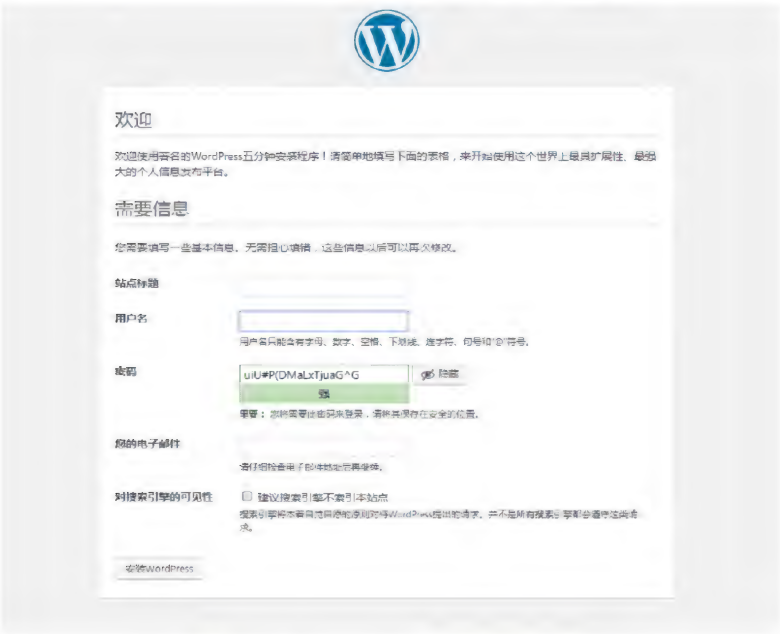 欢迎
欢迎使用著名的WordPress五分钟安装程序！请简单地填写下面的表格，来开始使用这个世界上最具扩展性、最强
大的个人信息发布平台。
需要信息
您需要填写一些基本信息。无需担心填错，这些信息以后可以再次修改。
站点标题
用户名
用户名只能含有字母、数字、空格、下划线、连字符、句号和“@”符号。
密码
uiU#P(DMaLxTjuaG^G
隐藏
强
重要：您将需要此密码来登录，请将其保存在安全的位置。
您的电子邮件
请仔细检查电子邮件地址后再继续。
对搜索引擎的可见性
建议搜索引擎不索引本站点
搜索引擎将本着自觉自愿的原则对待WordPress提出的请求。并不是所有搜索引擎都会遵守这类请
求。
安装WordPress